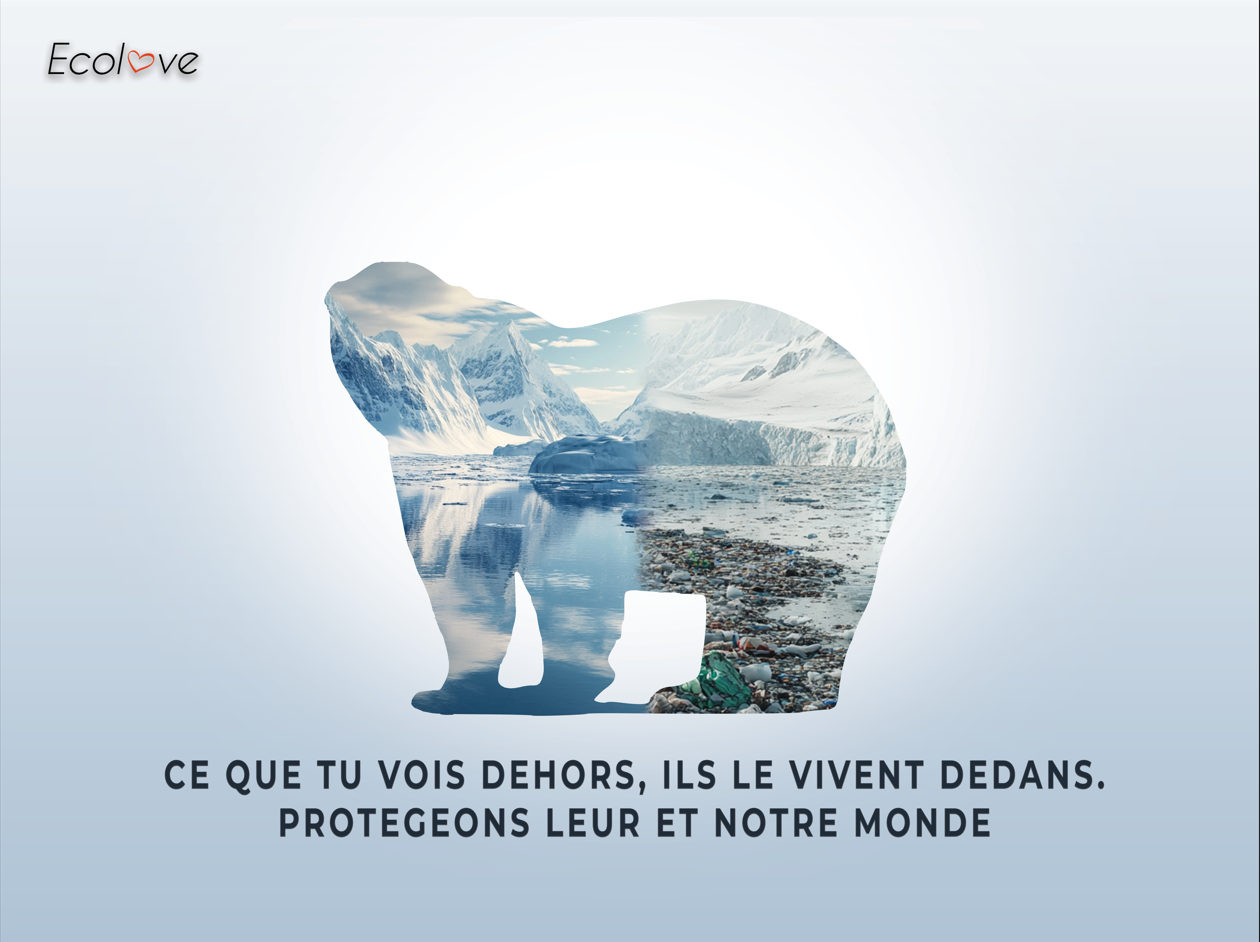 Ecolove
CE QUE TU VOIS DEHORS, ILS LE VIVENT DEDANS.
PROTEGEONS LEUR ET NOTRE MONDE